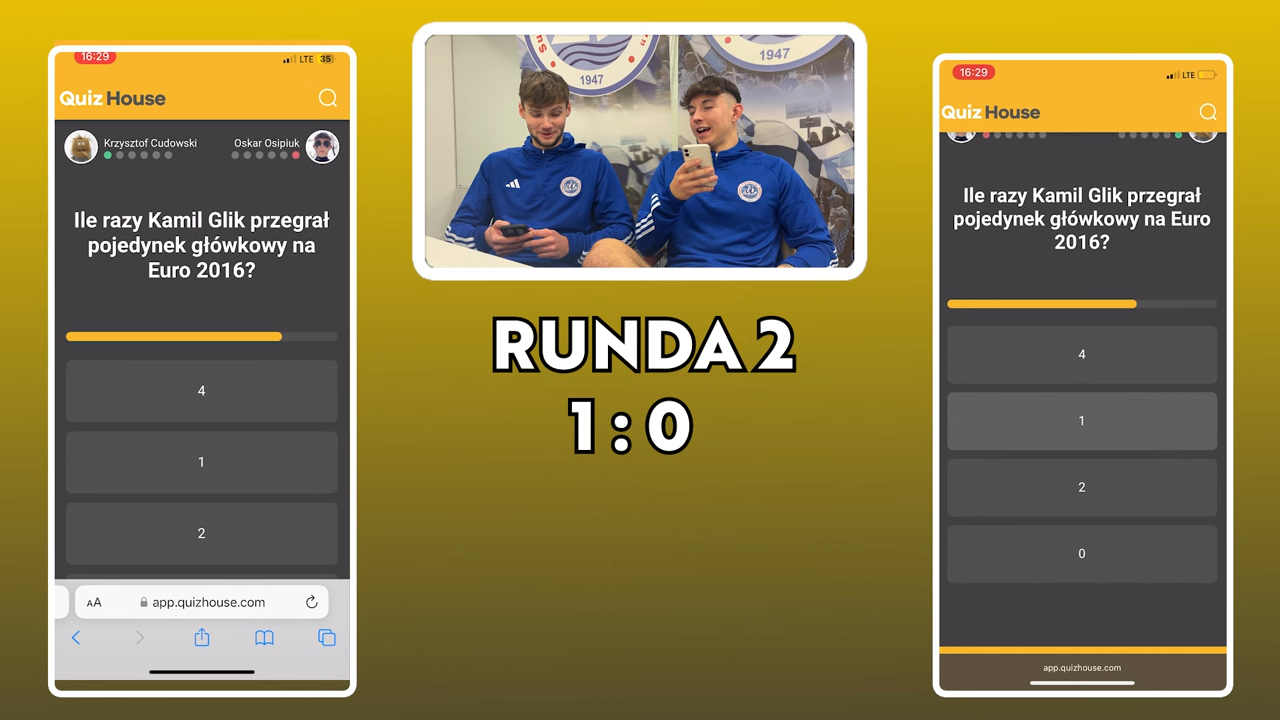 16:29
LTE 35
Quiz House
Krzysztof Cudowski
Oskar Osipiuk
Ile razy Kamil Glik przegrał
pojedynek główkowy na
Euro 2016?
4
1
2
AA app.quizhouse.com
1947
1947
RUNDA 2
1 : 0
16:29
LTE
Quiz House
Ile razy Kamil Glik przegrał
pojedynek główkowy na Euro
2016?
4
1
2
0
app.quizhouse.com